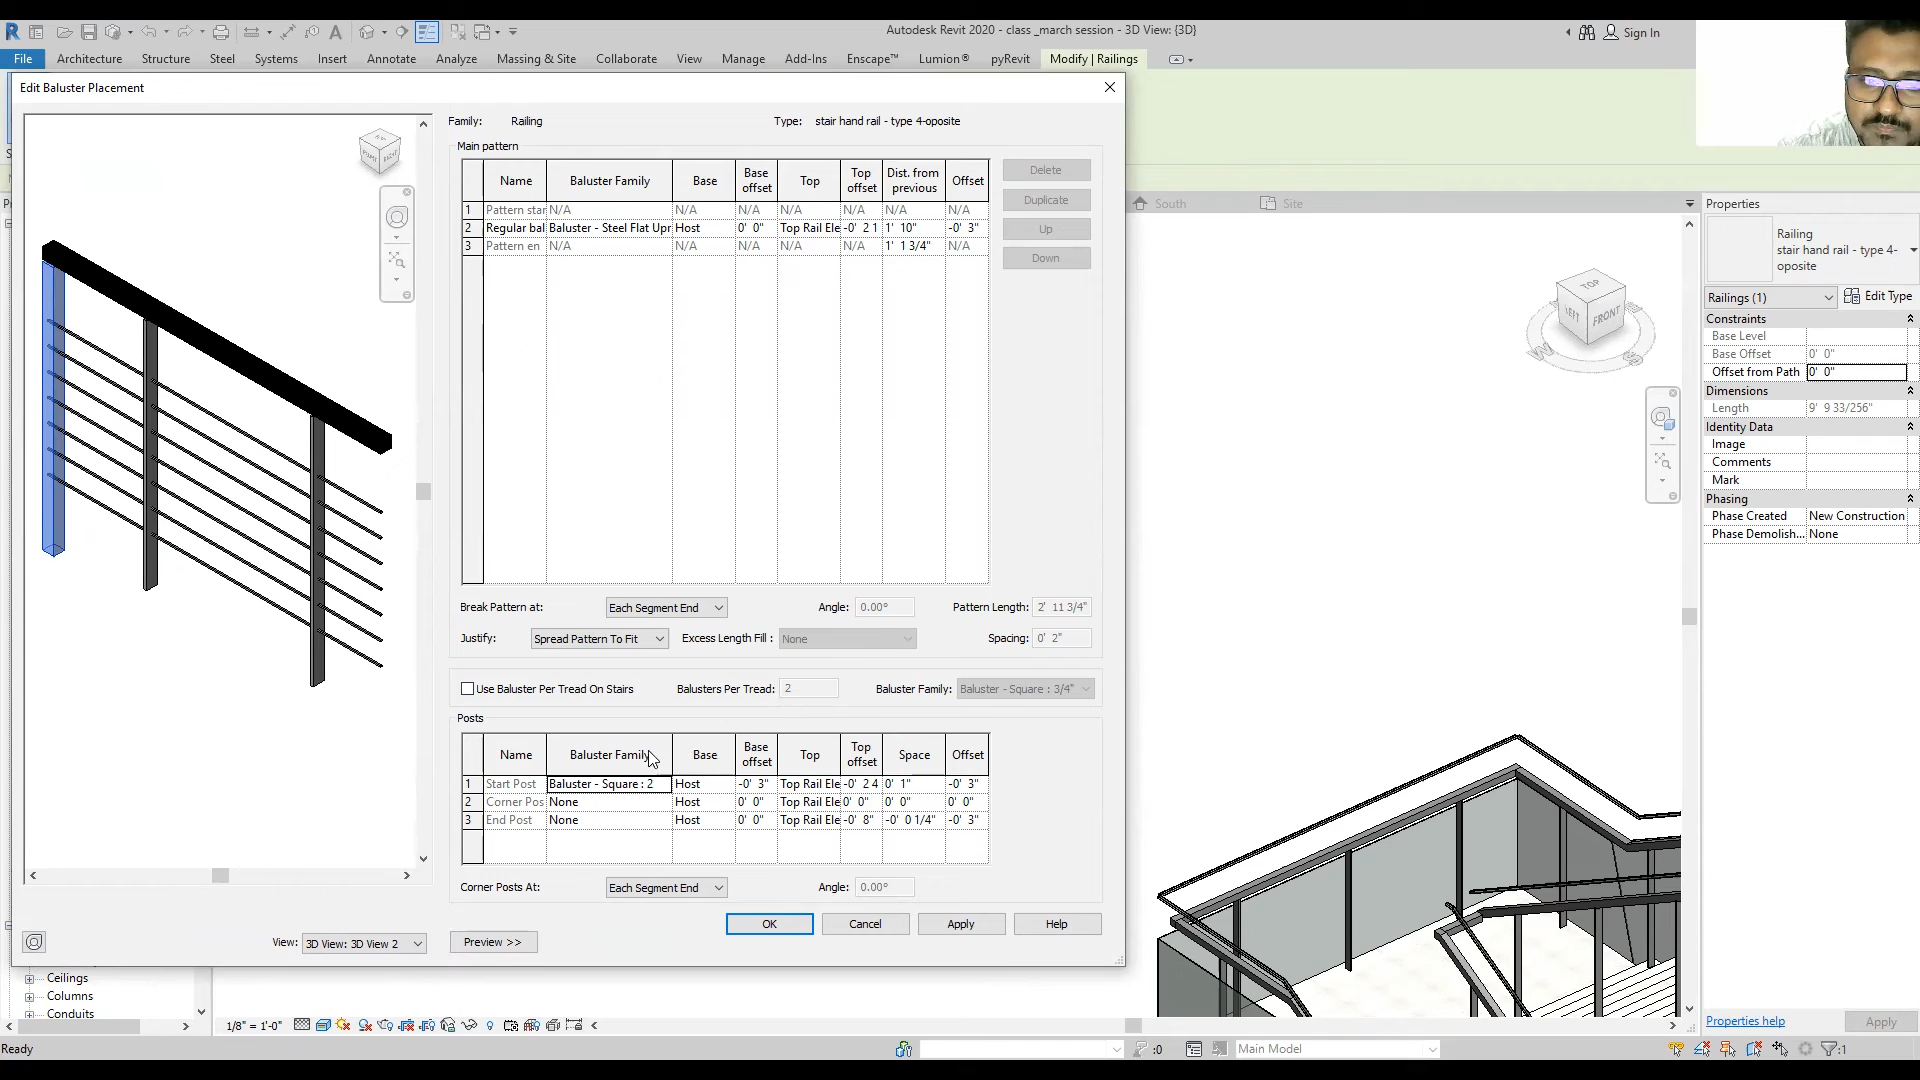 Autodesk Revit 2020 - class _march session - 3D View: {3D}
Sign In
File Architecture Structure Steel Systems Insert Annotate Analyze Massing & Site Collaborate View Manage Add-Ins Enscape™ Lumion® pyRevit Modify | Railings
Edit Baluster Placement
Family: Railing Type: stair hand rail - type 4-oposite
Main pattern
Name Baluster Family Base Base offset Top Top offset Dist. from previous Offset
1 Pattern star N/A N/A N/A N/A N/A N/A N/A
2 Regular bal Baluster - Steel Flat Upr Host 0' 0" Top Rail Ele -0' 2 1 1' 10" -0' 3"
3 Pattern en N/A N/A N/A N/A N/A 1' 1 3/4" N/A
Delete
Duplicate
Up
Down
Break Pattern at: Each Segment End Angle: 0.00° Pattern Length: 2' 11 3/4"
Justify: Spread Pattern To Fit Excess Length Fill : None Spacing: 0' 2"
Use Baluster Per Tread On Stairs Balusters Per Tread: 2 Baluster Family: Baluster - Square : 3/4"
Posts
Name Baluster Family Base Base offset Top Top offset Space Offset
1 Start Post Baluster - Square : 2 Host -0' 3" Top Rail Ele -0' 2 4 0' 1" -0' 3"
2 Corner Pos None Host 0' 0" Top Rail Ele 0' 0" 0' 0" 0' 0"
3 End Post None Host 0' 0" Top Rail Ele -0' 8" -0' 0 1/4" -0' 3"
Corner Posts At: Each Segment End Angle: 0.00°
OK Cancel Apply Help
View: 3D View: 3D View 2 Preview >>
South Site
TOP
LEFT FRONT
W S
Properties
Railing
stair hand rail - type 4-
oposite
Railings (1) Edit Type
Constraints
Base Level
Base Offset 0' 0"
Offset from Path 0' 0"
Dimensions
Length 9' 9 33/256"
Identity Data
Image
Comments
Mark
Phasing
Phase Created New Construction
Phase Demolish... None
Properties help Apply
Ceilings
Columns
Conduits
1/8" = 1'-0"
Ready :0 Main Model :1